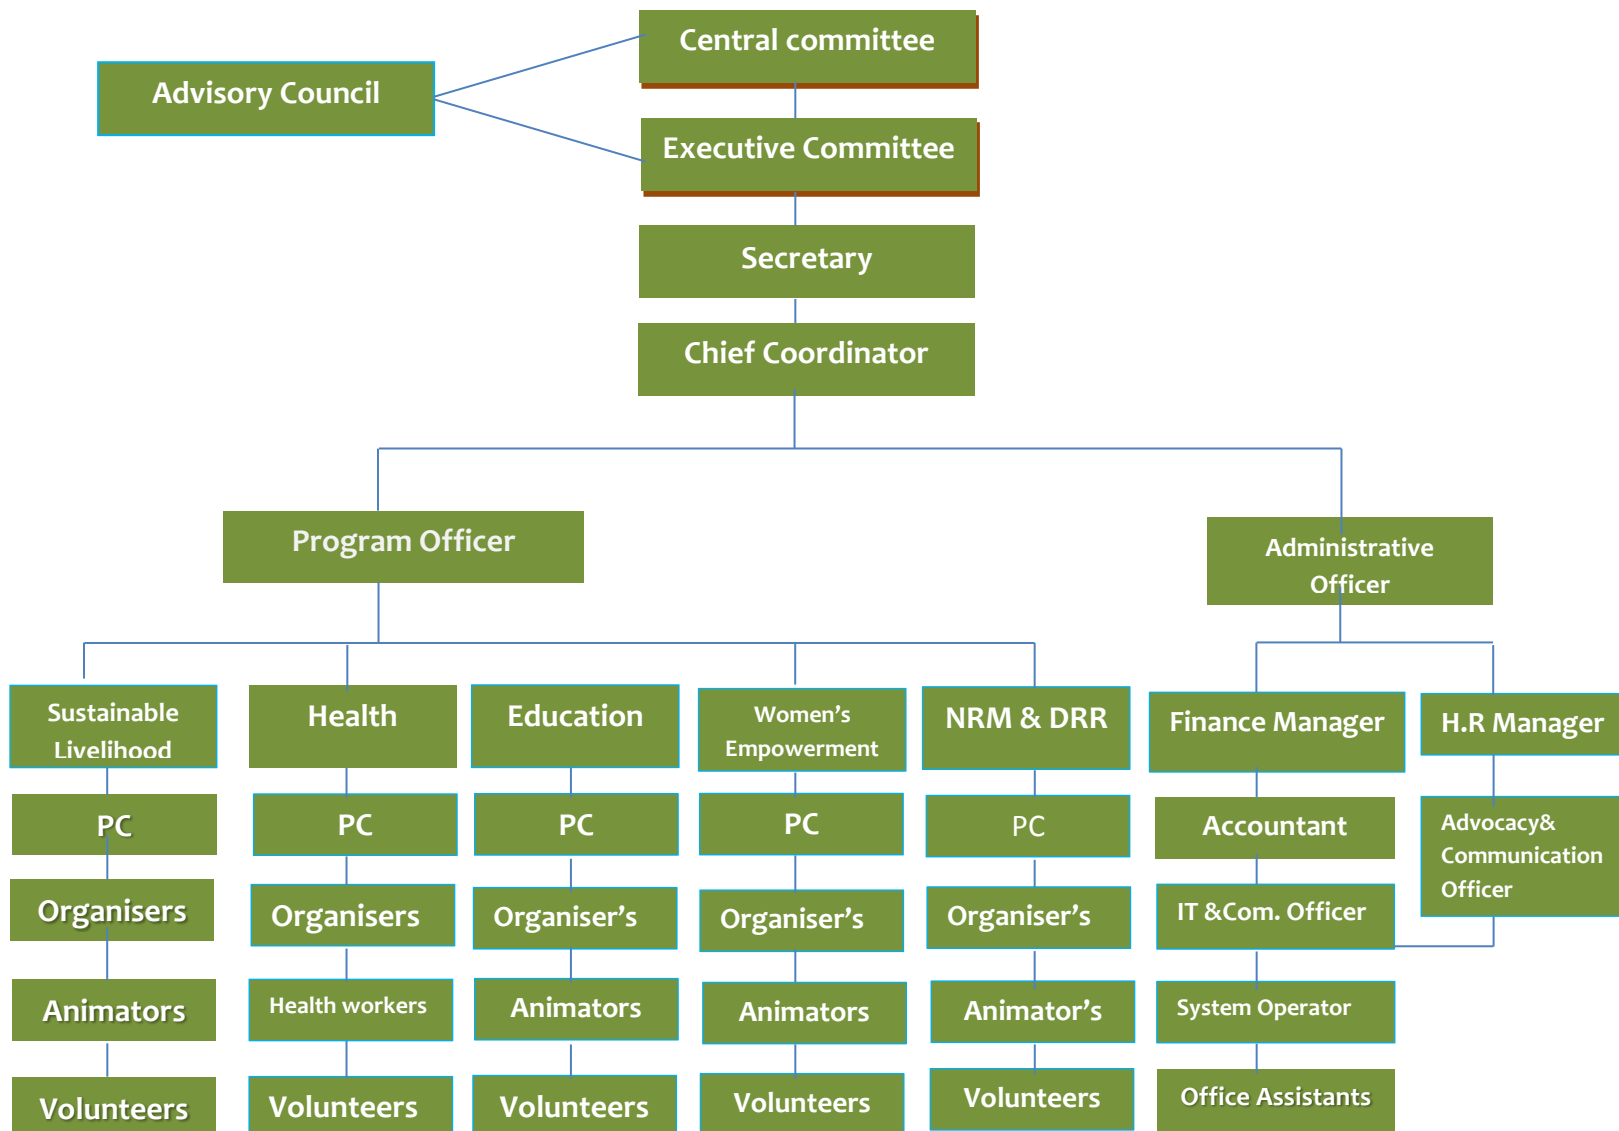 Central committee
Advisory Council
Executive Committee
Secretary
Chief Coordinator
Program Officer
Administrative
Officer
Sustainable
Livelihood
Health
Education
Women's
Empowerment
NRM & DRR
Finance Manager
H.R Manager
PC
PC
PC
PC
PC
Accountant
Advocacy&
Communication
Officer
Organisers
Organisers
Organiser's
Organiser's
Organiser's
IT &Com. Officer
Animators
Health workers
Animators
Animators
Animator's
System Operator
Volunteers
Volunteers
Volunteers
Volunteers
Volunteers
Office Assistants